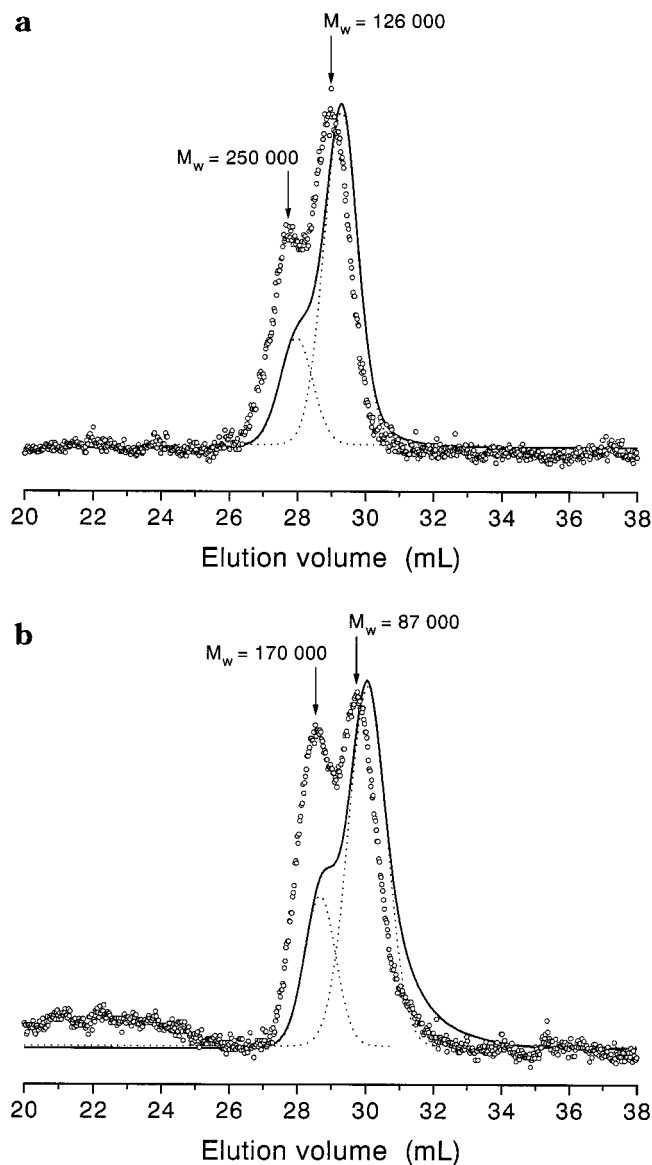 a
M_w = 126 000
M_w = 250 000
20 22 24 26 28 30 32 34 36 38
Elution volume (mL)
b
M_w = 87 000
M_w = 170 000
20 22 24 26 28 30 32 34 36 38
Elution volume (mL)